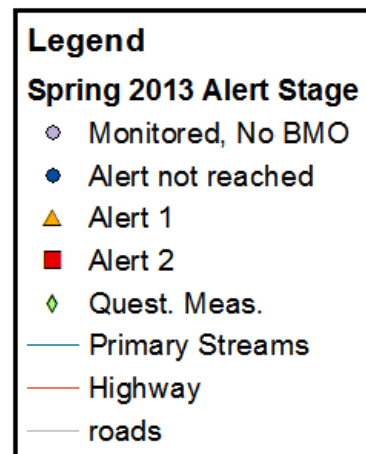 Legend
Spring 2013 Alert Stage
Monitored, No BMO
Alert not reached
Alert 1
Alert 2
Quest. Meas.
Primary Streams
Highway
roads